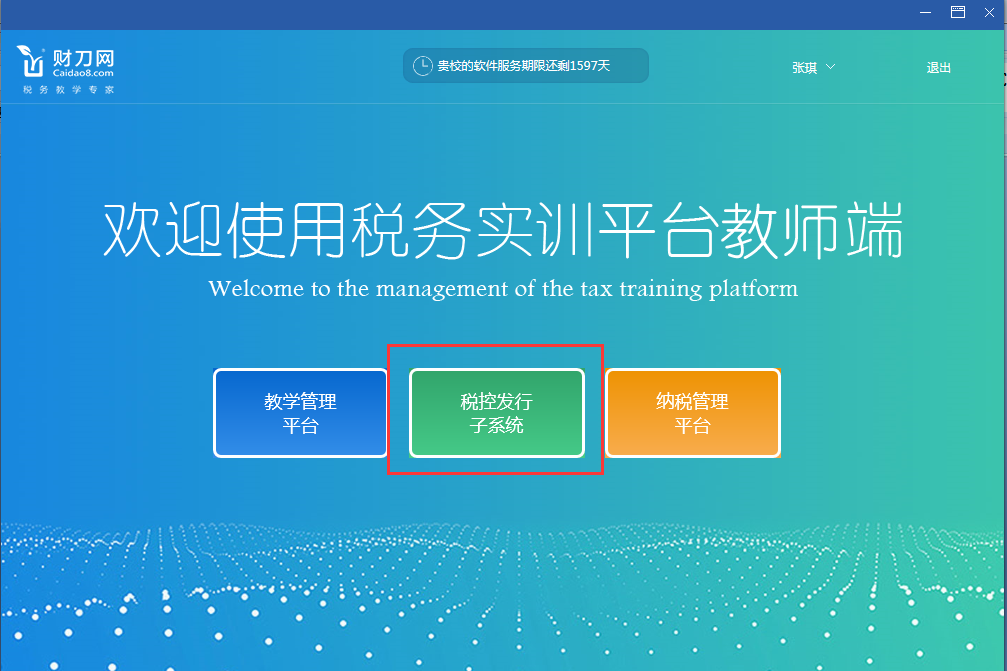 财刀网
Caidao8.com
税务教学专家
贵校的软件服务期限还剩1597天
张琪
退出
欢迎使用税务实训平台教师端
Welcome to the management of the tax training platform
教学管理
平台
税控发行
子系统
纳税管理
平台